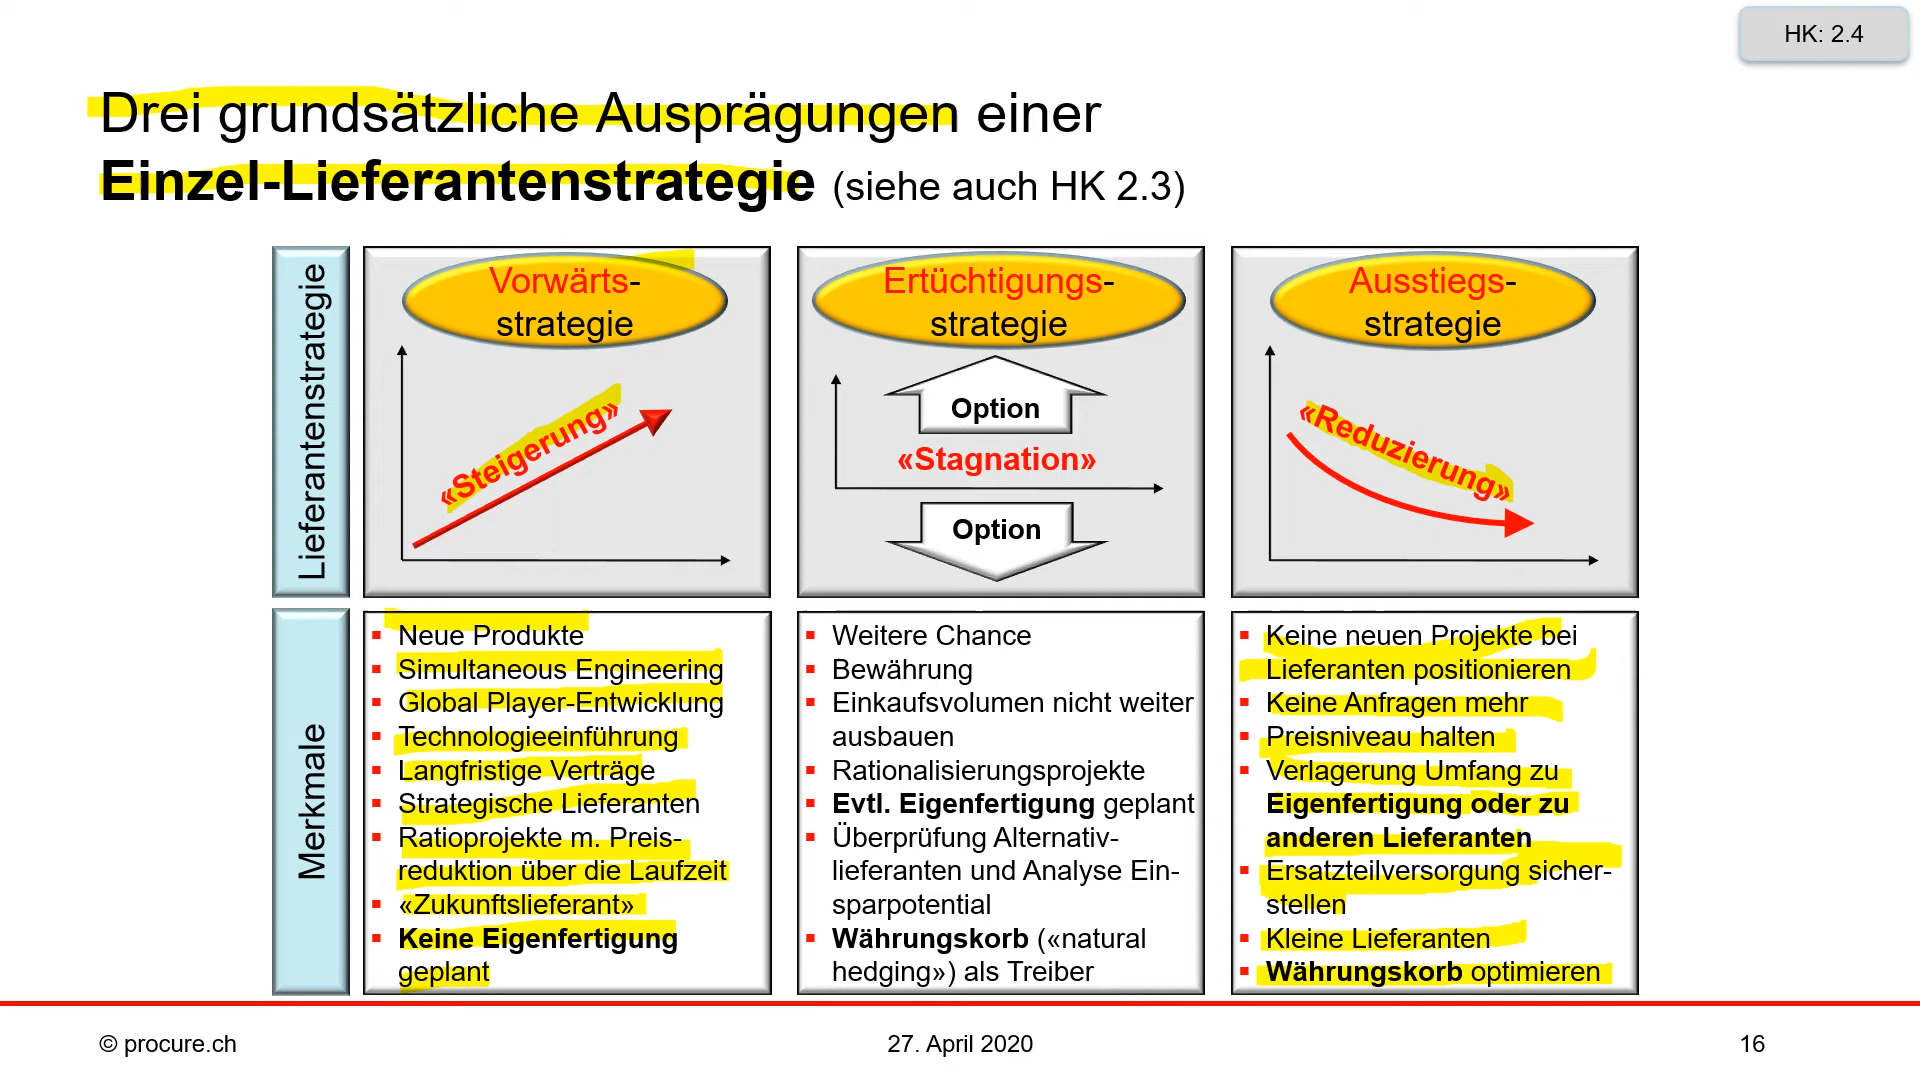 HK: 2.4
Drei grundsätzliche Ausprägungen einer
Einzel-Lieferantenstrategie (siehe auch HK 2.3)
Lieferantenstrategie
Vorwärts-
strategie
«Steigerung»
Ertüchtigungs-
strategie
Option
«Stagnation»
Option
Ausstiegs-
strategie
«Reduzierung»
Merkmale
▪ Neue Produkte
▪ Simultaneous Engineering
▪ Global Player-Entwicklung
▪ Technologieeinführung
▪ Langfristige Verträge
▪ Strategische Lieferanten
▪ Ratioprojekte m. Preis-
reduktion über die Laufzeit
▪ «Zukunftslieferant»
▪ Keine Eigenfertigung
geplant
▪ Weitere Chance
▪ Bewährung
▪ Einkaufsvolumen nicht weiter
ausbauen
▪ Rationalisierungsprojekte
▪ Evtl. Eigenfertigung geplant
▪ Überprüfung Alternativ-
lieferanten und Analyse Ein-
sparpotential
▪ Währungskorb («natural
hedging») als Treiber
▪ Keine neuen Projekte bei
Lieferanten positionieren
▪ Keine Anfragen mehr
▪ Preisniveau halten
▪ Verlagerung Umfang zu
Eigenfertigung oder zu
anderen Lieferanten
▪ Ersatzteilversorgung sicher-
stellen
▪ Kleine Lieferanten
▪ Währungskorb optimieren
© procure.ch
27. April 2020
16